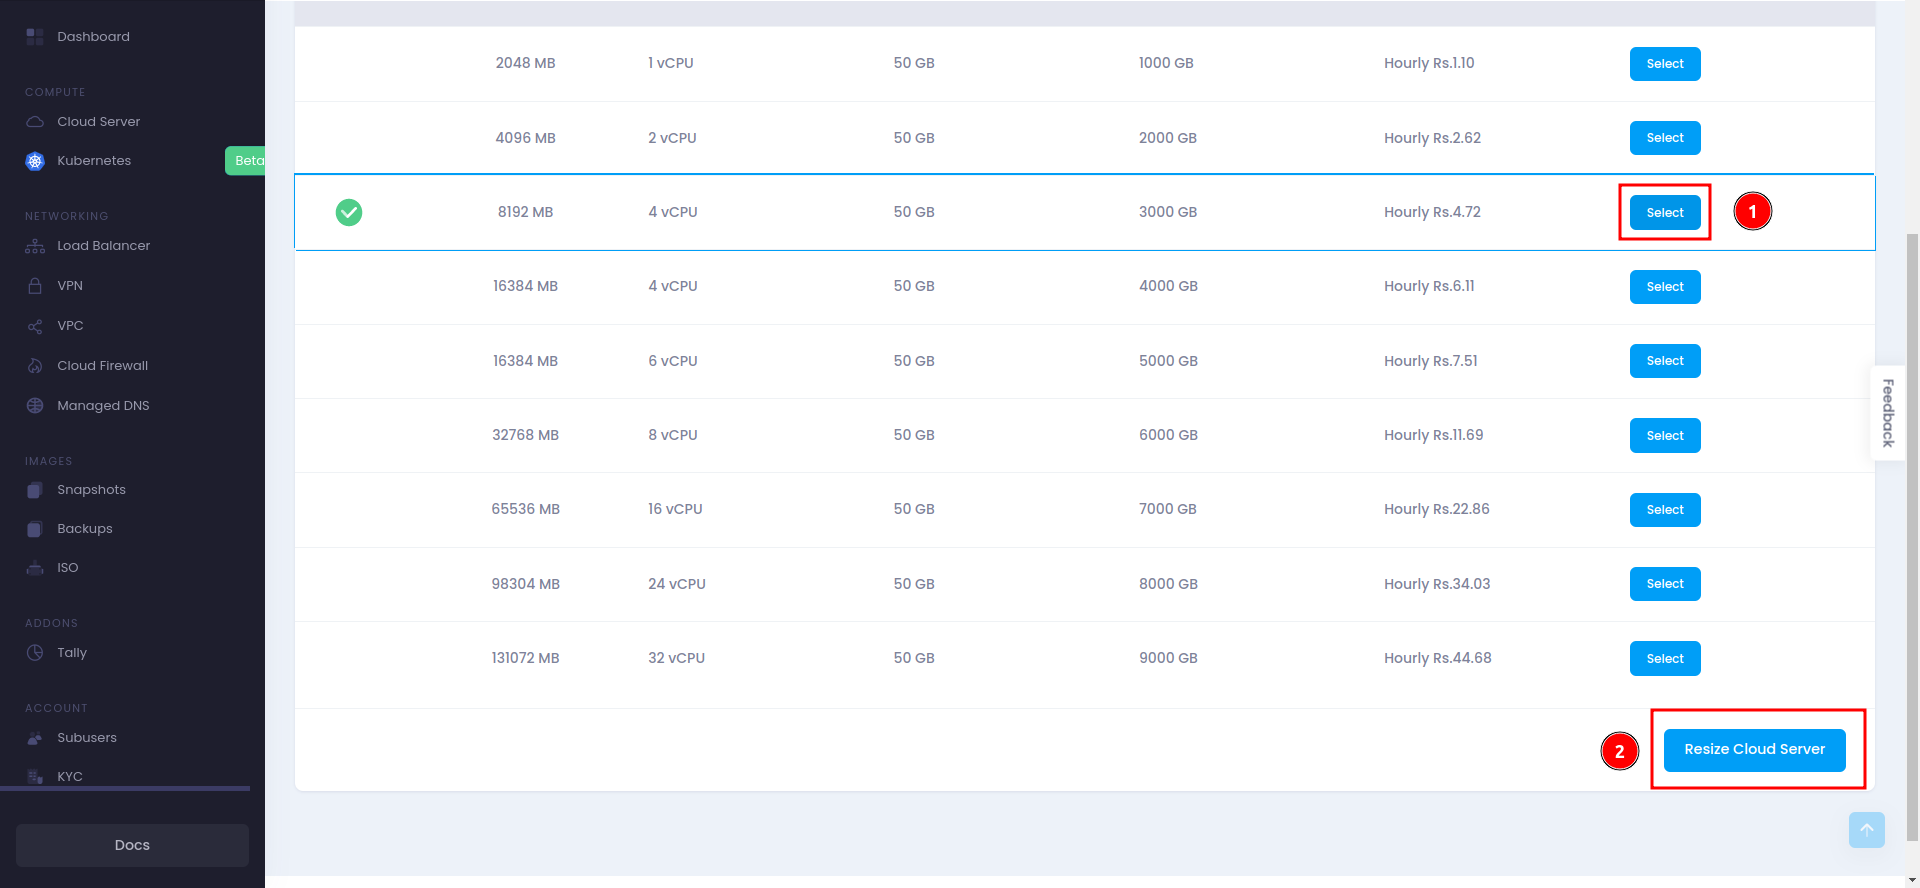 Dashboard
COMPUTE
Cloud Server
Kubernetes Beta
NETWORKING
Load Balancer
VPN
VPC
Cloud Firewall
Managed DNS
IMAGES
Snapshots
Backups
ISO
ADDONS
Tally
ACCOUNT
Subusers
KYC
Docs
2048 MB 1 vCPU 50 GB 1000 GB Hourly Rs.1.10 Select
4096 MB 2 vCPU 50 GB 2000 GB Hourly Rs.2.62 Select
8192 MB 4 vCPU 50 GB 3000 GB Hourly Rs.4.72 Select 1
16384 MB 4 vCPU 50 GB 4000 GB Hourly Rs.6.11 Select
16384 MB 6 vCPU 50 GB 5000 GB Hourly Rs.7.51 Select
32768 MB 8 vCPU 50 GB 6000 GB Hourly Rs.11.69 Select
65536 MB 16 vCPU 50 GB 7000 GB Hourly Rs.22.86 Select
98304 MB 24 vCPU 50 GB 8000 GB Hourly Rs.34.03 Select
131072 MB 32 vCPU 50 GB 9000 GB Hourly Rs.44.68 Select
2 Resize Cloud Server
Feedback